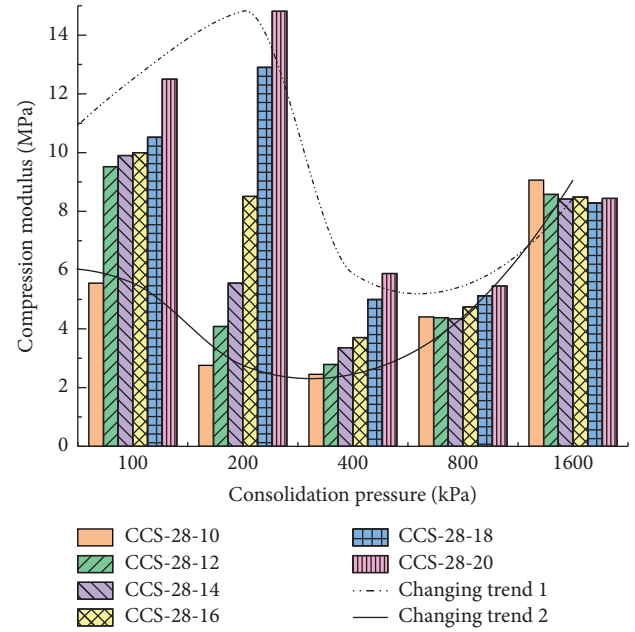 Compression modulus (MPa)
14
12
10
8
6
4
2
0
100 200 400 800 1600
Consolidation pressure (kPa)
CCS-28-10
CCS-28-12
CCS-28-14
CCS-28-16
CCS-28-18
CCS-28-20
Changing trend 1
Changing trend 2